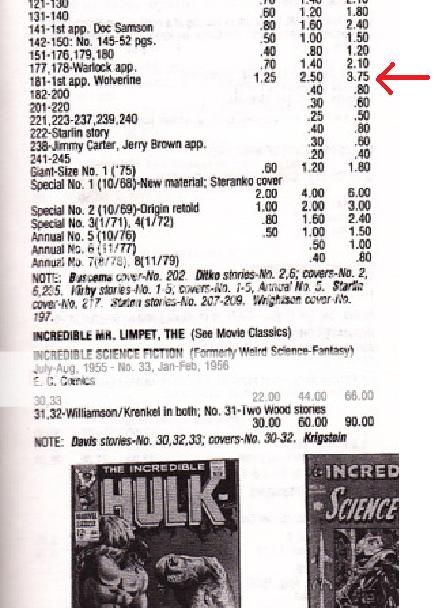 121-130 .70 1.40 2.10
131-140 .60 1.20 1.80
141-1st app. Doc Samson .80 1.60 2.40
142-150: No. 145-52 pgs. .50 1.00 1.50
151-176,179,180 .40 .80 1.20
177,178-Warlock app. .70 1.40 2.10
181-1st app. Wolverine 1.25 2.50 3.75
182-200 .40 .80
201-220 .30 .60
221,223-237,239,240 .25 .50
222-Starlin story .40 .80
238-Jimmy Carter, Jerry Brown app. .30 .60
241-245 .20 .40
Giant-Size No. 1 ('75) .60 1.20 1.80
Special No. 1 (10/68)-New material; Steranko cover
2.00 4.00 6.00
Special No. 2 (10/69)-Origin retold 1.00 2.00 3.00
Special No. 3(1/71), 4(1/72) .80 1.60 2.40
Annual No. 5 (10/76) .50 1.00 1.50
Annual No. 6 (11/77) .50 1.00
Annual No. 7(8/78), 8(11/79) .40 .80
NOTE: Buscema cover-No. 202. Ditko stories-No. 2,6; covers-No. 2,
6,235. Kirby stories-No. 1-5; covers-No. 1-5, Annual No. 5. Starlin
cover-No. 217. Staton stories-No. 207-209. Wrightson cover-No.
197.
INCREDIBLE MR. LIMPET, THE (See Movie Classics)
INCREDIBLE SCIENCE FICTION (Formerly Weird Science-Fantasy)
July-Aug, 1955 - No. 33, Jan-Feb, 1956
E. C. Comics
30,33 22.00 44.00 66.00
31,32-Williamson/Krenkel in both; No. 31-Two Wood stories
30.00 60.00 90.00
NOTE: Davis stories-No. 30,32,33; covers-No. 30-32. Krigstein
THE INCREDIBLE
HULK
INCRED
SCIENCE